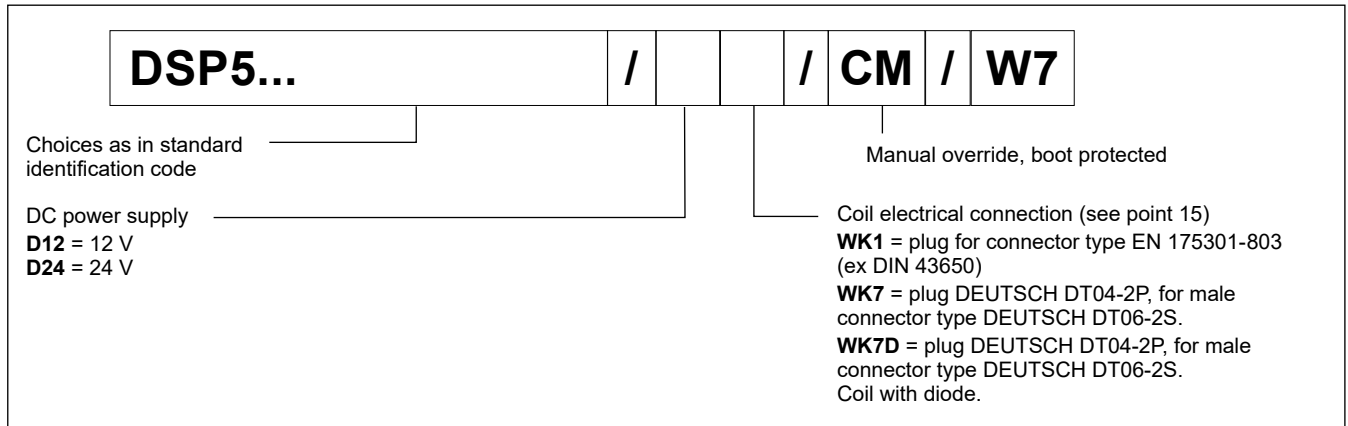 DSP5... / / CM / W7
Choices as in standard
identification code
Manual override, boot protected
DC power supply
D12 = 12 V
D24 = 24 V
Coil electrical connection (see point 15)
WK1 = plug for connector type EN 175301-803
(ex DIN 43650)
WK7 = plug DEUTSCH DT04-2P, for male
connector type DEUTSCH DT06-2S.
WK7D = plug DEUTSCH DT04-2P, for male
connector type DEUTSCH DT06-2S.
Coil with diode.